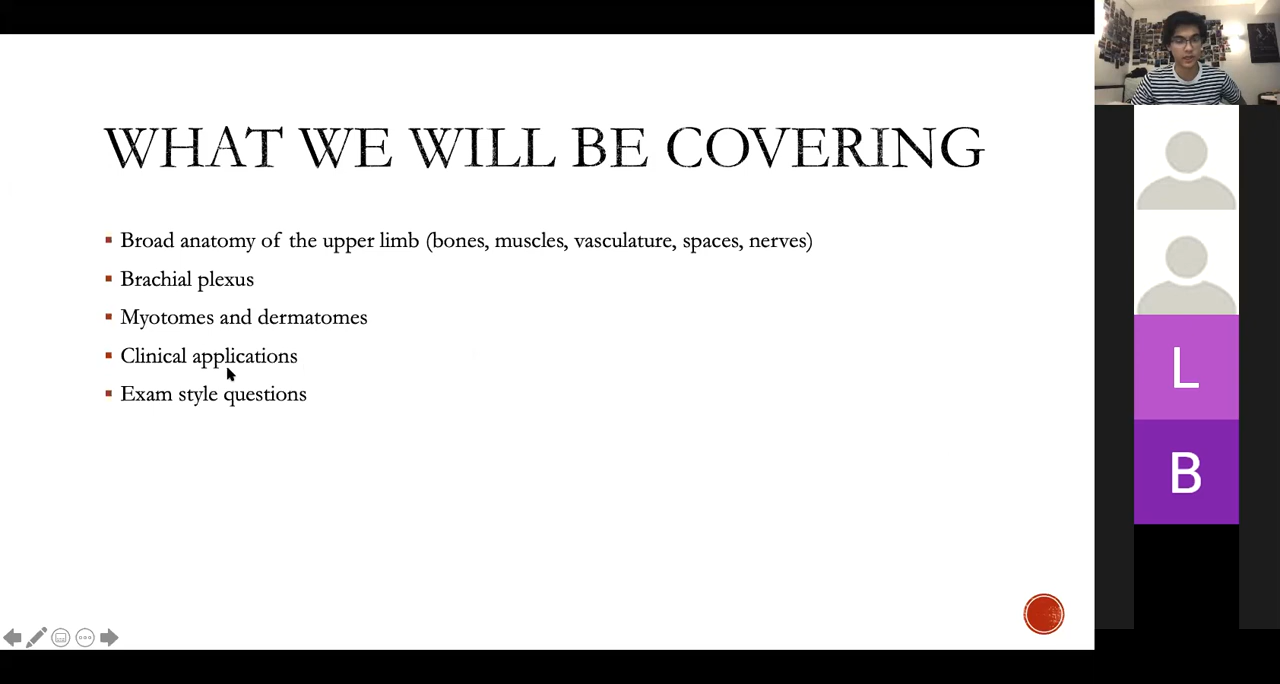 WHAT WE WILL BE COVERING
Broad anatomy of the upper limb (bones, muscles, vasculature, spaces, nerves)
Brachial plexus
Myotomes and dermatomes
Clinical applications
Exam style questions
L
B